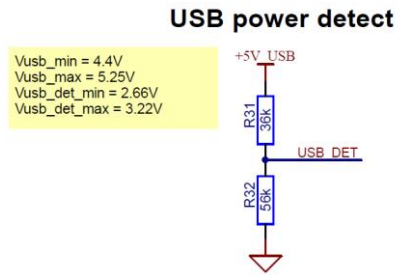 USB power detect
Vusb_min = 4.4V
Vusb_max = 5.25V
Vusb_det_min = 2.66V
Vusb_det_max = 3.22V
+5V_USB
R31
36k
USB_DET
R32
56k